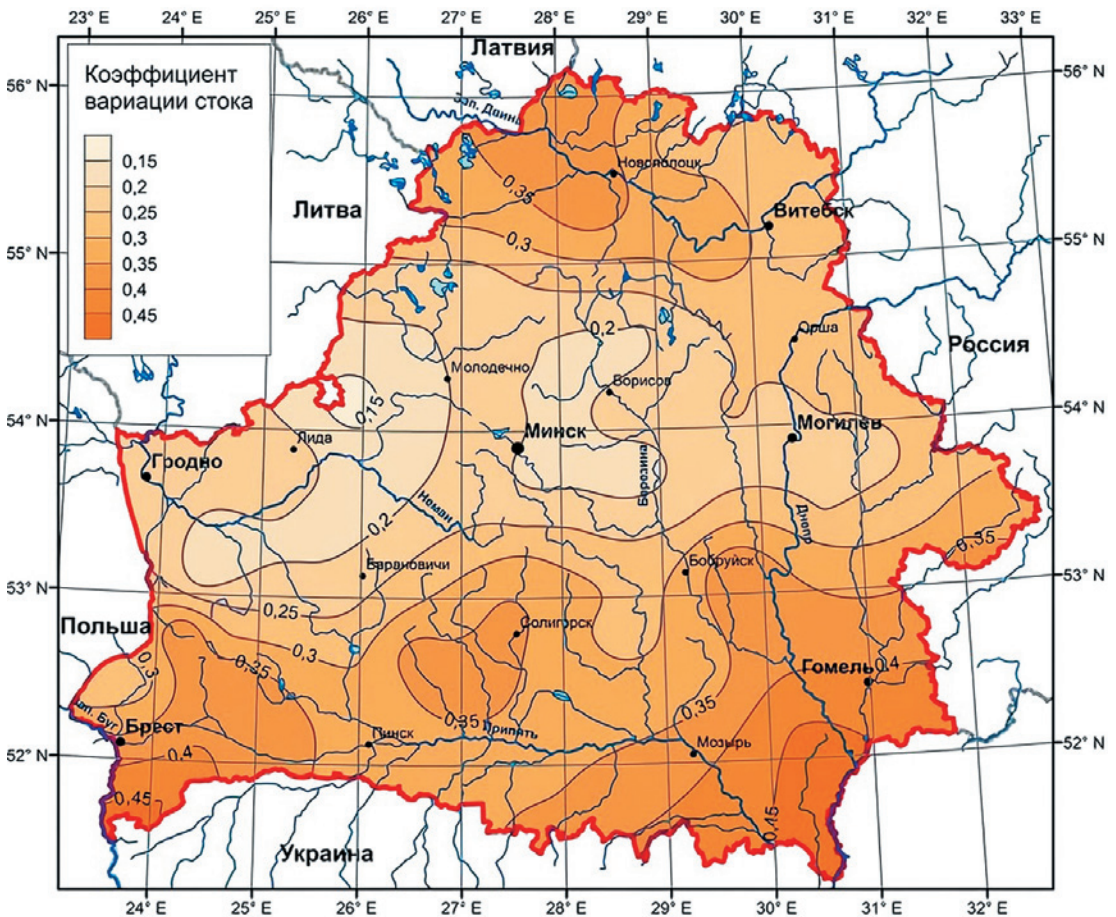 23° E 24° E 25° E 26° E 27° E 28° E 29° E 30° E 31° E 32° E 33° E
Латвия
Коэффициент
вариации стока
0,15
0,2
0,25
0,3
0,35
0,4
0,45
56° N
56° N
Зап. Двина
Новополоцк
0,35
Литва
Витебск
55° N
0,3
55° N
0,2
Орша
Россия
Молодечно
Борисов
0,15
54° N
54° N
Минск
Могилев
Лида
Гродно
Березина
Неман
0,2
Днепр
0,35
Бобруйск
53° N
Барановичи
53° N
0,25
Польша
Солигорск
0,3
0,3
0,35
Гомель
0,4
Зап. Буг
Брест
0,35
Припять
0,35
Пинск
Мозырь
52° N
52° N
0,4
0,45
0,45
Украина
24° E 25° E 26° E 27° E 28° E 29° E 30° E 31° E 32° E